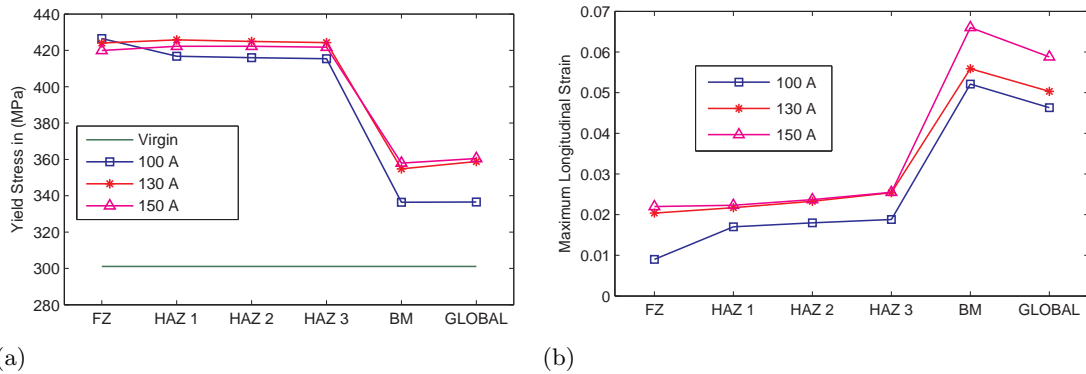 Yield Stress in (MPa)
440
420
400
380
360
340
320
300
280
Virgin
100 A
130 A
150 A
FZ HAZ 1 HAZ 2 HAZ 3 BM GLOBAL
(a)
Maximum Longitudinal Strain
0.07
0.06
0.05
0.04
0.03
0.02
0.01
0
100 A
130 A
150 A
FZ HAZ 1 HAZ 2 HAZ 3 BM GLOBAL
(b)